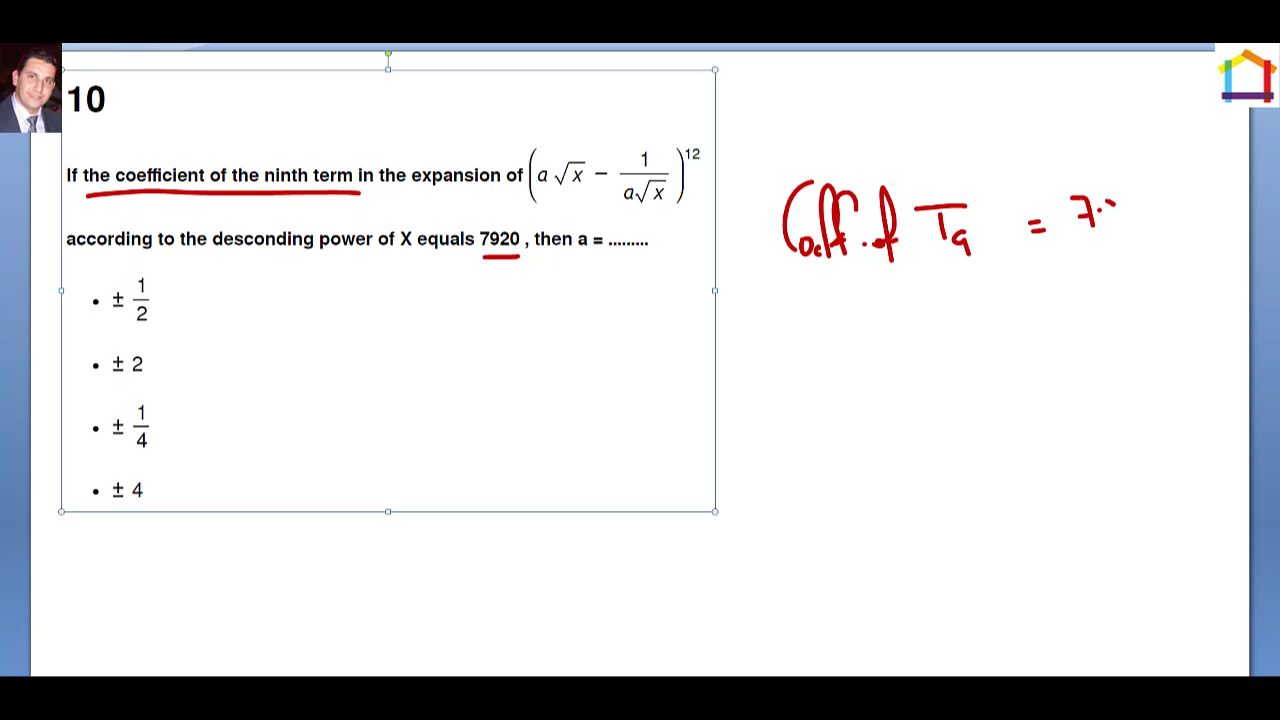 10
If the coefficient of the ninth term in the expansion of (a √x − 1/(a√x))^12
according to the desconding power of X equals 7920 , then a = .........
• ± 1/2
• ± 2
• ± 1/4
• ± 4
Coeff. of T9 = 7